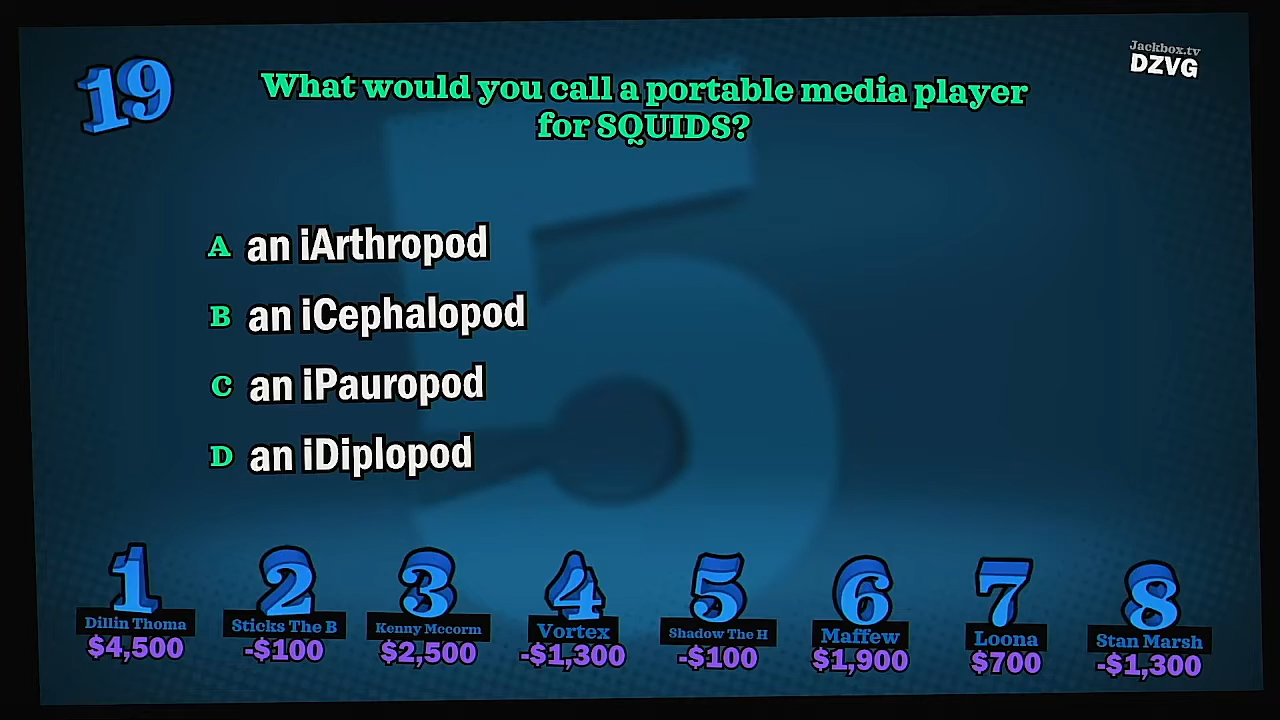 19
What would you call a portable media player
for SQUIDS?
Jackbox.tv
DZVG
A an iArthropod
B an iCephalopod
C an iPauropod
D an iDiplopod
1 2 3 4 5 6 7 8
Dillin Thoma Sticks The B Kenny Mccorm Vortex Shadow The H Maffew Loona Stan Marsh
$4,500 -$100 $2,500 -$1,300 -$100 $1,900 $700 -$1,300